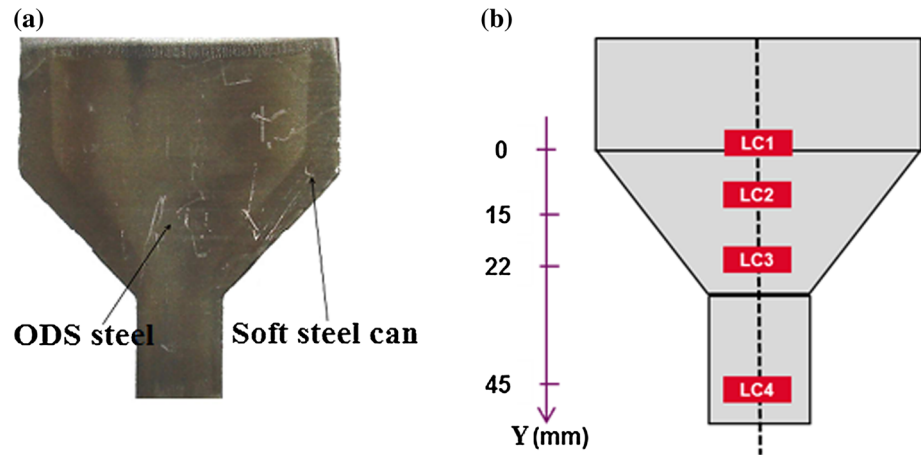 (a)
ODS steel
Soft steel can
(b)
0
15
22
45
Y (mm)
LC1
LC2
LC3
LC4